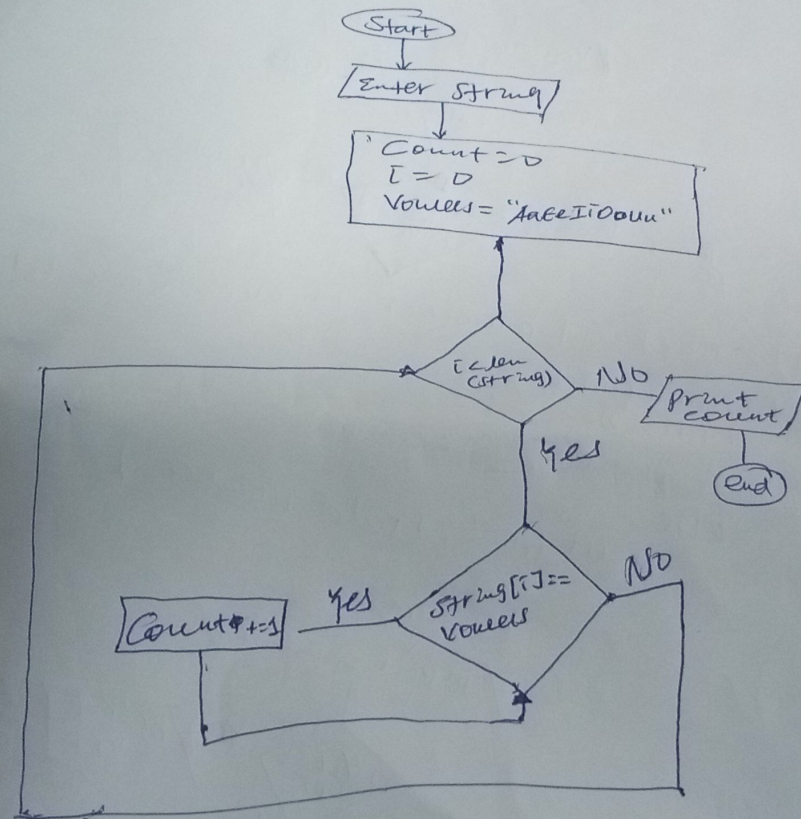 Start
Enter String
Count = 0
I = 0
Vowels = "AaEeIiOouu"
I < len
(string)
No
Print
count
end
Yes
String[i] ==
Vowels
No
Yes
Count +=1